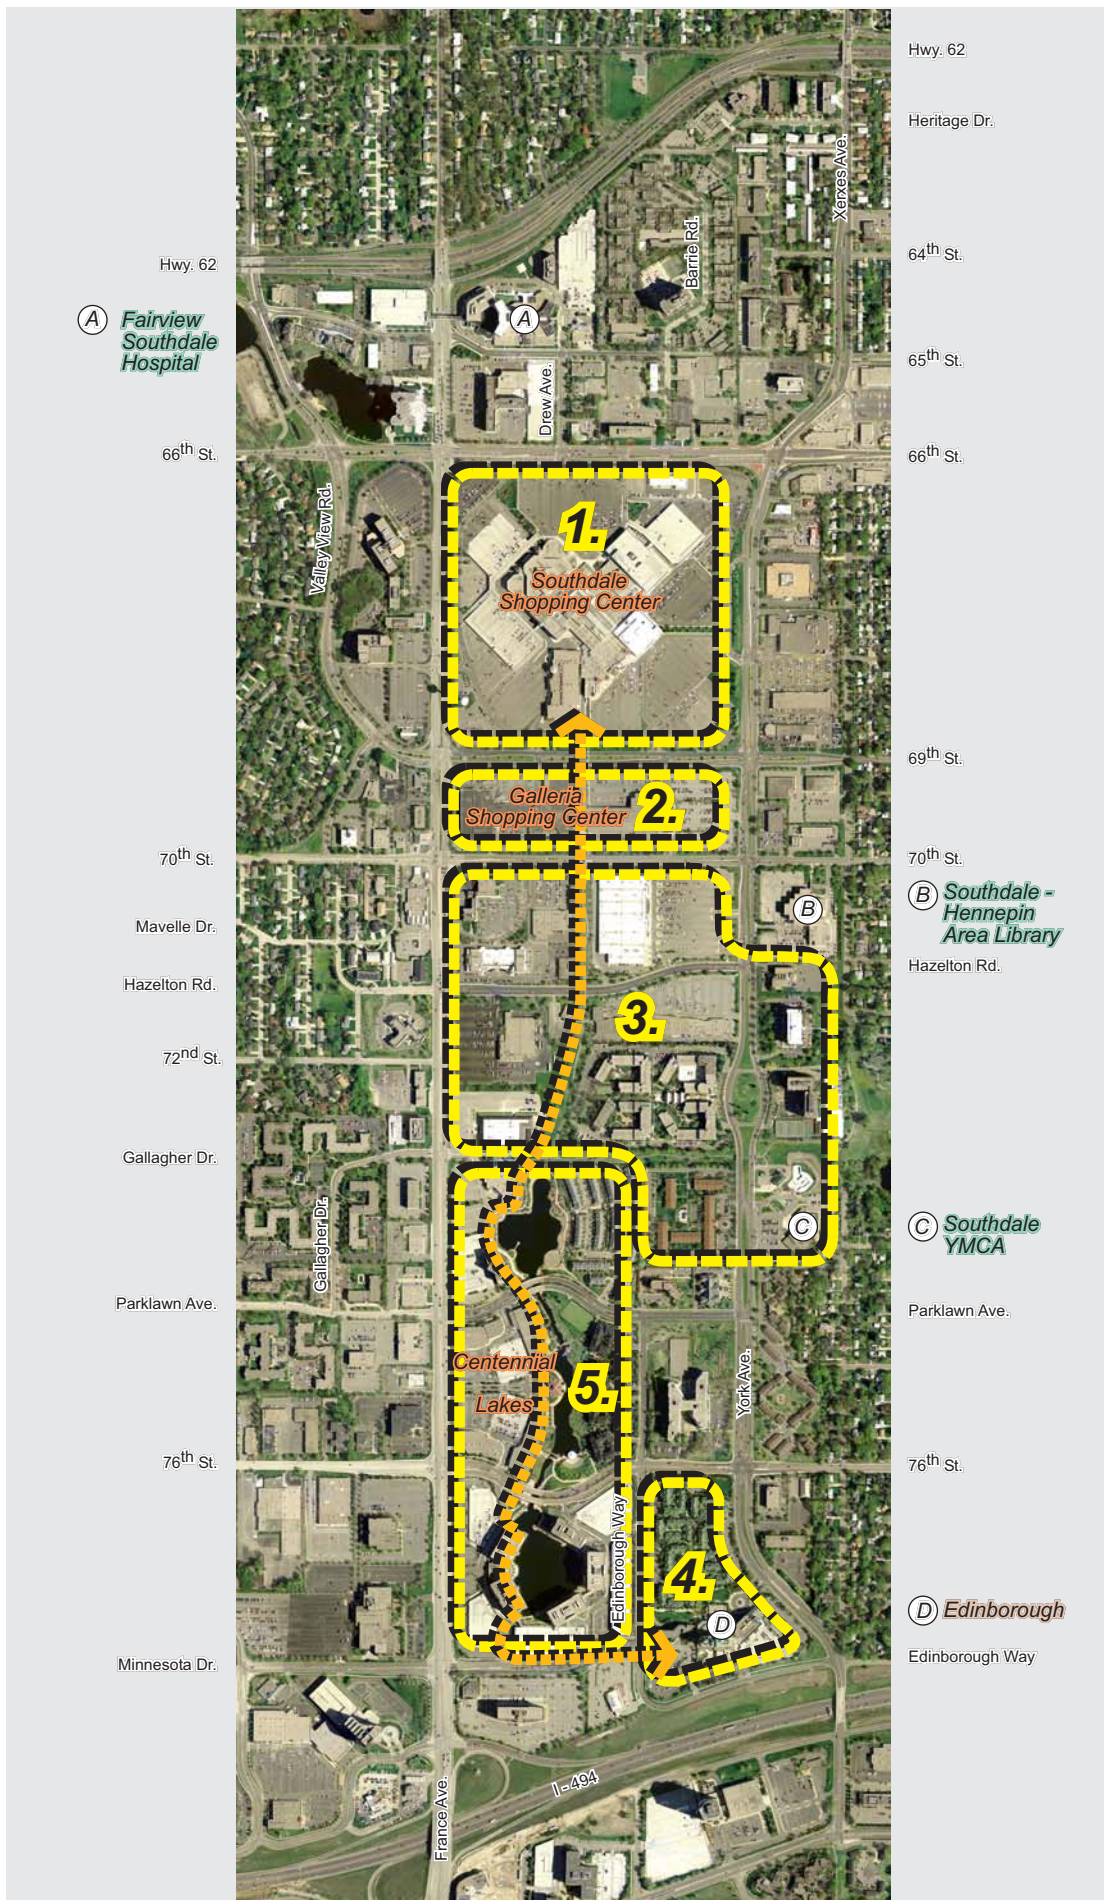 Hwy. 62
Heritage Dr.
Xerxes Ave.
Barrie Rd.
64th St.
Hwy. 62
A
Fairview
Southdale
Hospital
A
65th St.
Drew Ave.
66th St.
66th St.
Valley View Rd.
1.
Southdale
Shopping Center
69th St.
Galleria
Shopping Center
2.
70th St.
70th St.
B
Southdale -
Hennepin
Area Library
B
Mavelle Dr.
Hazelton Rd.
Hazelton Rd.
3.
72nd St.
Gallagher Dr.
Gallagher Dr.
C
C
Southdale
YMCA
Parklawn Ave.
Parklawn Ave.
Centennial
Lakes
5.
York Ave.
76th St.
76th St.
Edinborough Way
4.
D
D
Edinborough
Edinborough Way
Minnesota Dr.
I - 494
France Ave.